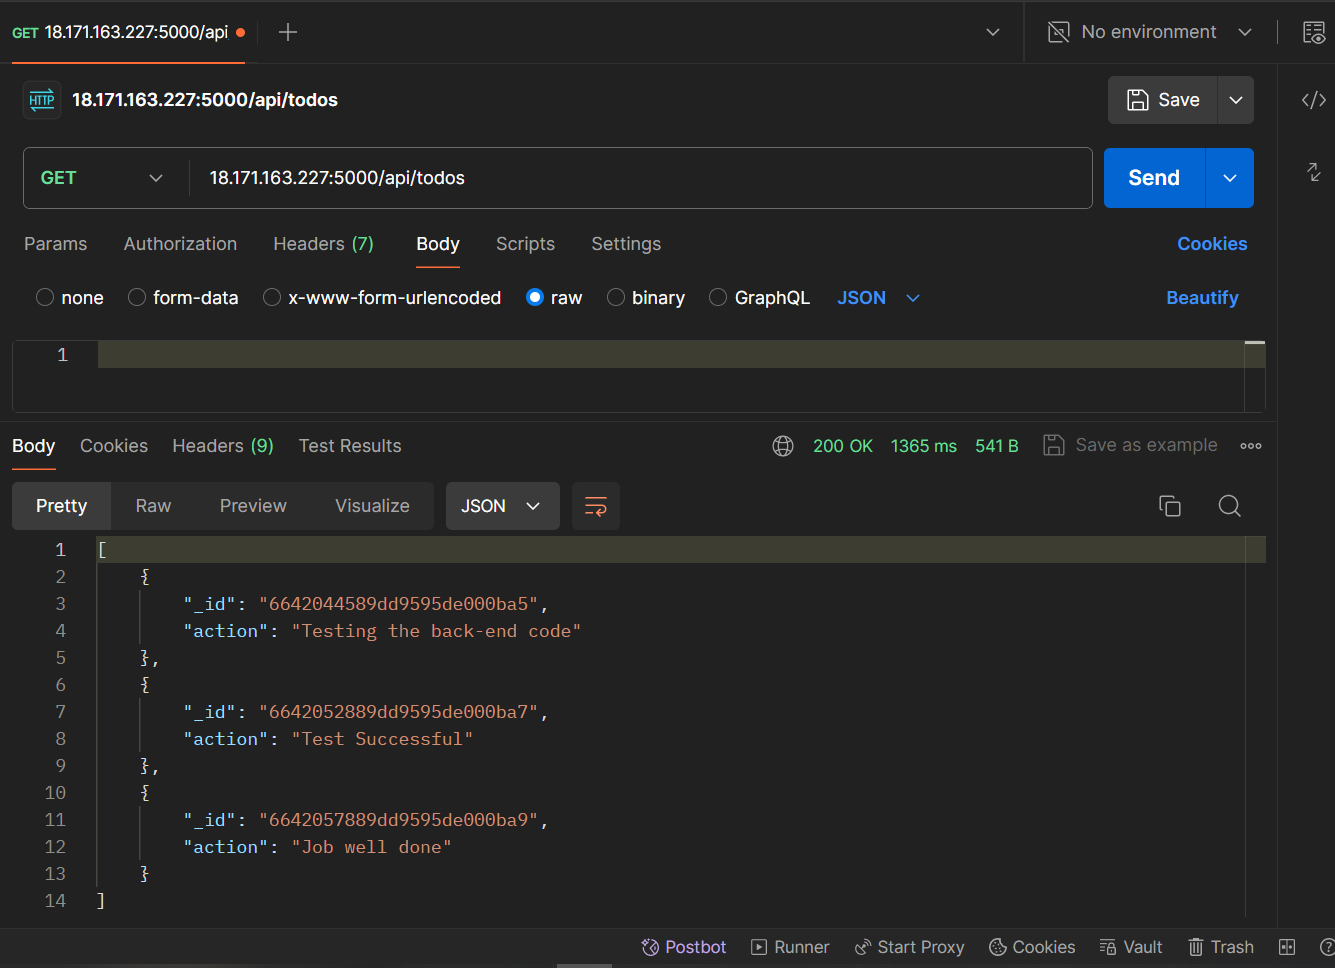 GET 18.171.163.227:5000/api
No environment
HTTP 18.171.163.227:5000/api/todos
Save
GET 18.171.163.227:5000/api/todos
Send
Params Authorization Headers (7) Body Scripts Settings Cookies
none form-data x-www-form-urlencoded raw binary GraphQL JSON Beautify
1
Body Cookies Headers (9) Test Results 200 OK 1365 ms 541 B Save as example
Pretty Raw Preview Visualize JSON
1 [
2 {
3 "_id": "6642044589dd9595de000ba5",
4 "action": "Testing the back-end code"
5 },
6 {
7 "_id": "6642052889dd9595de000ba7",
8 "action": "Test Successful"
9 },
10 {
11 "_id": "6642057889dd9595de000ba9",
12 "action": "Job well done"
13 }
14 ]
Postbot Runner Start Proxy Cookies Vault Trash